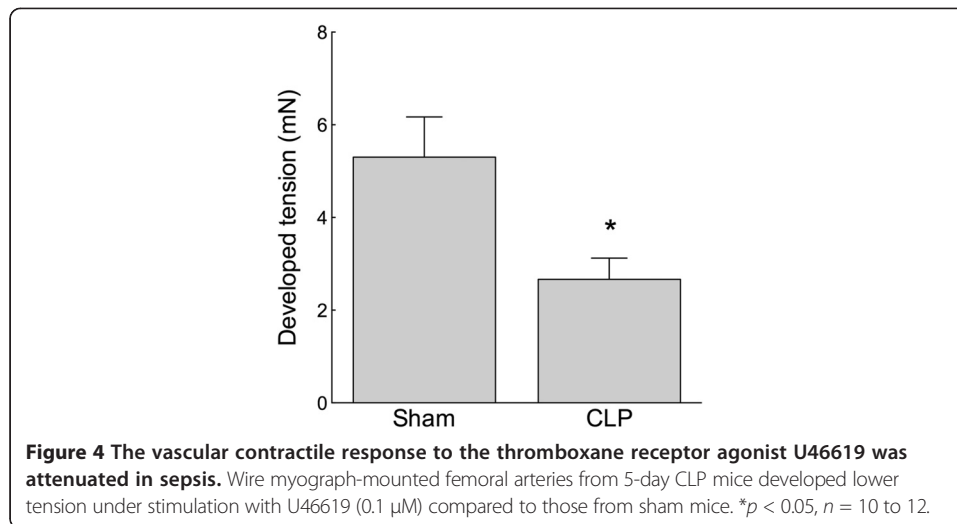 8
6
4
2
0
Developed tension (mN)
*
Sham CLP
Figure 4 The vascular contractile response to the thromboxane receptor agonist U46619 was
attenuated in sepsis. Wire myograph-mounted femoral arteries from 5-day CLP mice developed lower
tension under stimulation with U46619 (0.1 μM) compared to those from sham mice. *p < 0.05, n = 10 to 12.